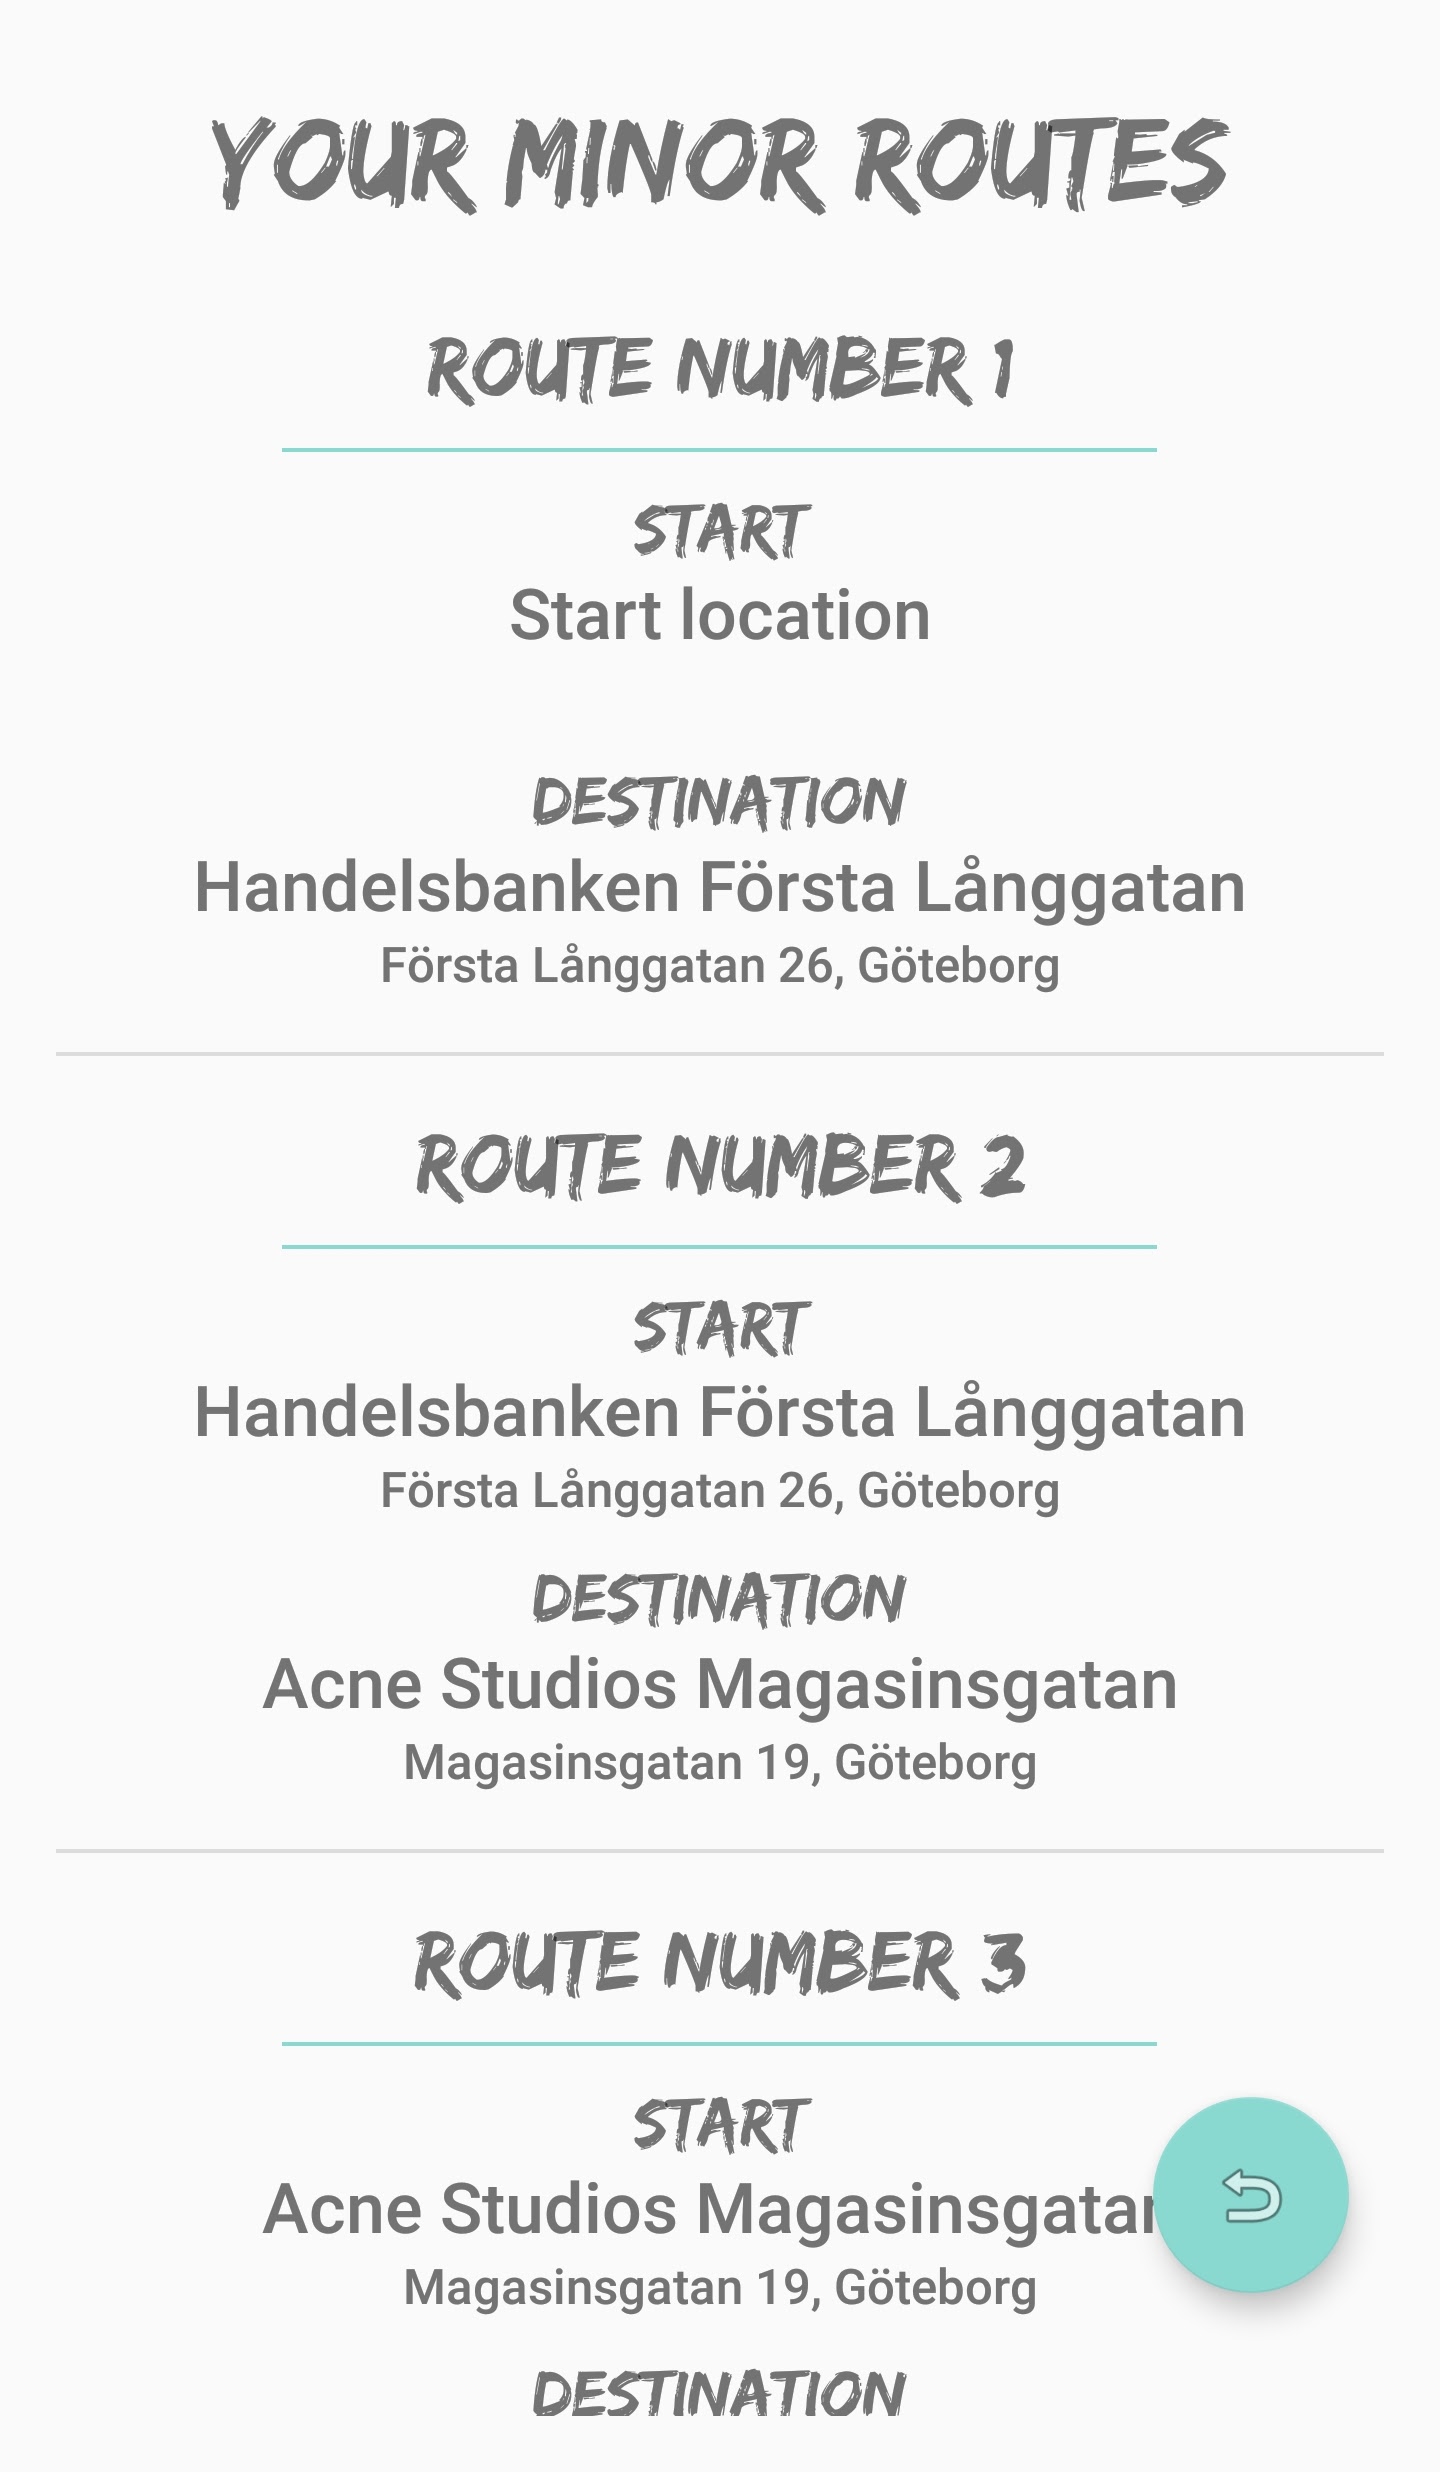 YOUR MINOR ROUTES
ROUTE NUMBER 1
START
Start location
DESTINATION
Handelsbanken Första Långgatan
Första Långgatan 26, Göteborg
ROUTE NUMBER 2
START
Handelsbanken Första Långgatan
Första Långgatan 26, Göteborg
DESTINATION
Acne Studios Magasinsgatan
Magasinsgatan 19, Göteborg
ROUTE NUMBER 3
START
Acne Studios Magasinsgatan
Magasinsgatan 19, Göteborg
DESTINATION